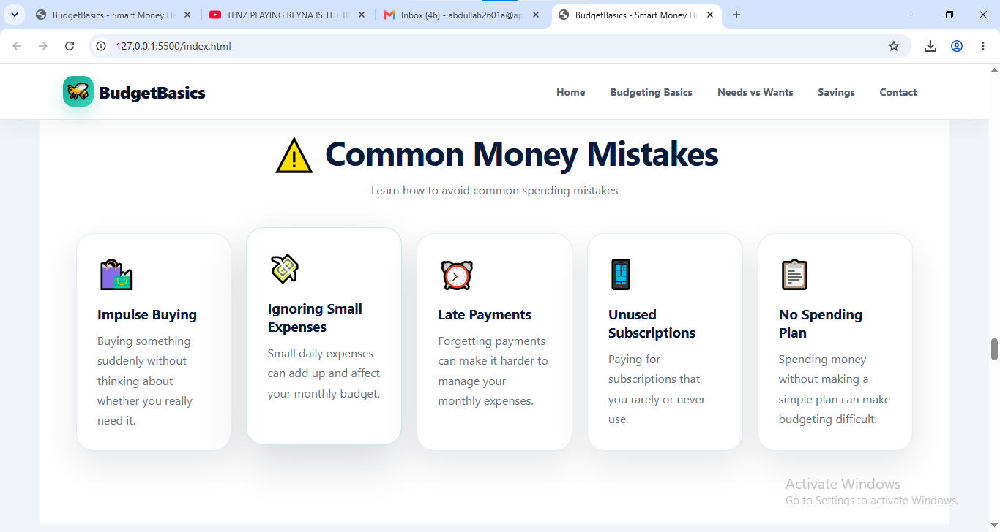 BudgetBasics - Smart Money H
TENZ PLAYING REYNA IS THE B
Inbox (46) - abdullah2601a@ap
BudgetBasics - Smart Money H
127.0.0.1:5500/index.html
BudgetBasics
Home
Budgeting Basics
Needs vs Wants
Savings
Contact
Common Money Mistakes
Learn how to avoid common spending mistakes
Impulse Buying
Buying something
suddenly without
thinking about
whether you really
need it.
Ignoring Small
Expenses
Small daily expenses
can add up and affect
your monthly budget.
Late Payments
Forgetting payments
can make it harder to
manage your
monthly expenses.
Unused
Subscriptions
Paying for
subscriptions that
you rarely or never
use.
No Spending
Plan
Spending money
without making a
simple plan can make
budgeting difficult.
Activate Windows
Go to Settings to activate Windows.